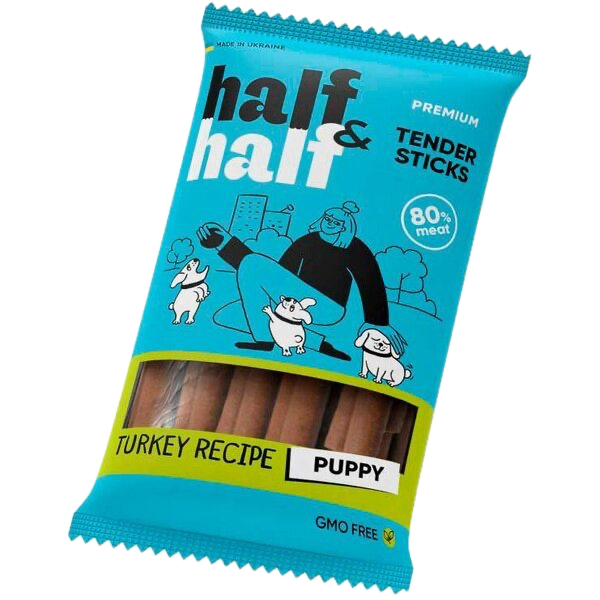 MADE IN UKRAINE
half
&
half
PREMIUM
TENDER
STICKS
80%
meat
TURKEY RECIPE
PUPPY
GMO FREE